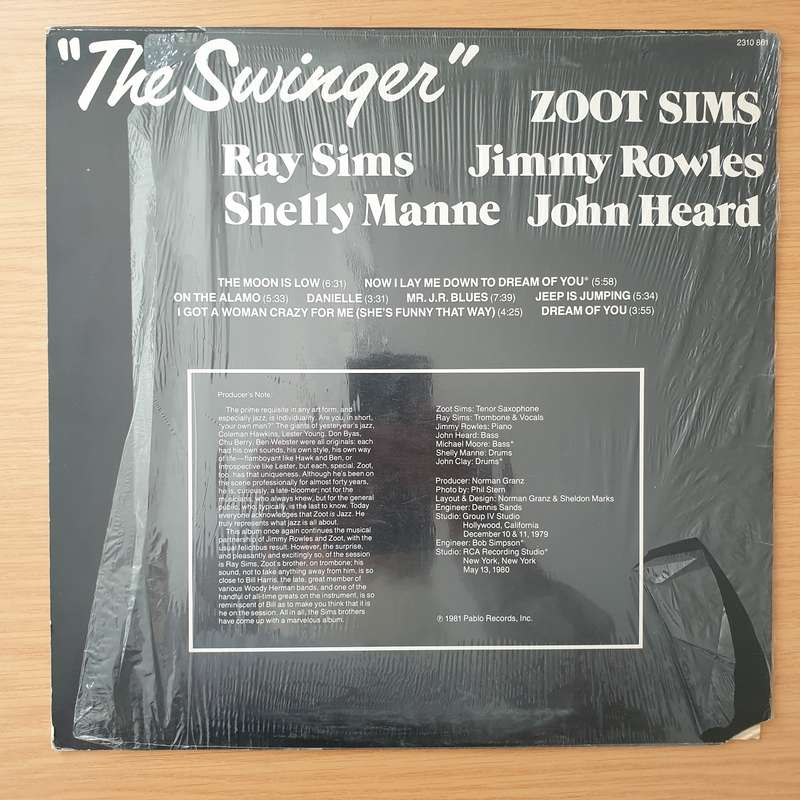 2310 861
"The Swinger"
ZOOT SIMS
Ray Sims Jimmy Rowles
Shelly Manne John Heard
THE MOON IS LOW (6:31) NOW I LAY ME DOWN TO DREAM OF YOU* (5:58)
ON THE ALAMO (5:33) DANIELLE (3:31) MR. J.R. BLUES (7:39) JEEP IS JUMPING (5:34)
I GOT A WOMAN CRAZY FOR ME (SHE'S FUNNY THAT WAY) (4:25) DREAM OF YOU (3:55)
Producer's Note:
The prime requisite in any art form, and
especially jazz, is individuality. Are you, in short,
"your own men?" The giants of yesteryear's jazz,
Coleman Hawkins, Lester Young, Don Byas,
Chu Berry, Ben Webster were all originals: each
had his own sounds, his own style, his own way
of life—flamboyant like Hawk and Ben, or
introspective like Lester, but each, special. Zoot,
too, has that uniqueness. Although he's been on
the scene professionally for almost forty years,
he is, curiously, a late-bloomer; not for the
musicians, who always knew, but for the general
public, who, typically, is the last to know. Today
everyone acknowledges that Zoot is Jazz. He
truly represents what jazz is all about.
This album once again continues the musical
partnership of Jimmy Rowles and Zoot, with the
usual felicitous result. However, the surprise,
and pleasantly and excitingly so, of the session
is Ray Sims, Zoot's brother, on trombone; his
sound, not to take anything away from him, is so
close to Bill Harris, the late, great member of
various Woody Herman bands, and one of the
handful of all-time greats on the instrument, is so
reminiscent of Bill as to make you think that it is
he on the session. All in all, the Sims brothers
have come up with a marvelous album.
Zoot Sims: Tenor Saxophone
Ray Sims: Trombone & Vocals
Jimmy Rowles: Piano
John Heard: Bass
Michael Moore: Bass*
Shelly Manne: Drums
John Clay: Drums*
Producer: Norman Granz
Photo by: Phil Stern
Layout & Design: Norman Granz & Sheldon Marks
Engineer: Dennis Sands
Studio: Group IV Studio
Hollywood, California
December 10 & 11, 1979
Engineer: Bob Simpson*
Studio: RCA Recording Studio*
New York, New York
May 13, 1980
℗ 1981 Pablo Records, Inc.